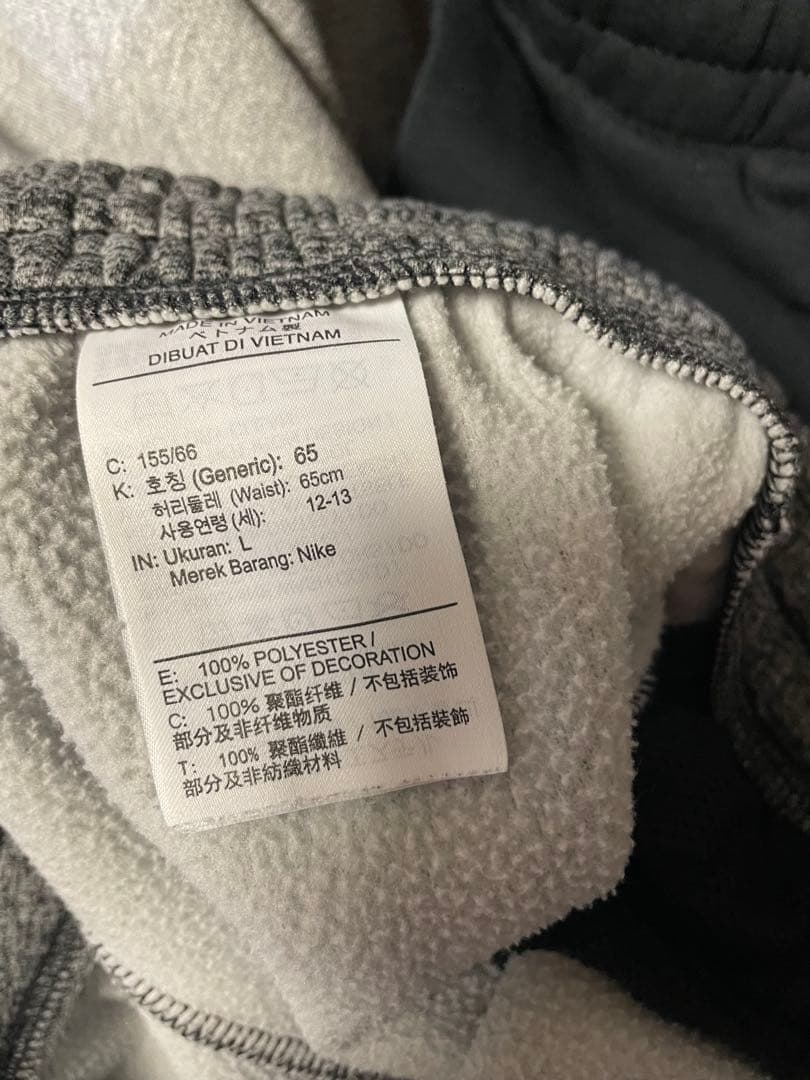 MADE IN VIETNAM
ベトナム製
DIBUAT DI VIETNAM
C: 155/66
K: 호칭 (Generic): 65
허리둘레 (Waist): 65cm
사용연령 (세): 12-13
IN: Ukuran: L
Merek Barang: Nike
E: 100% POLYESTER /
EXCLUSIVE OF DECORATION
C: 100% 聚酯纤维 / 不包括装饰
部分及非纤维物质
T: 100% 聚酯纖維 / 不包括裝飾
部分及非紡織材料